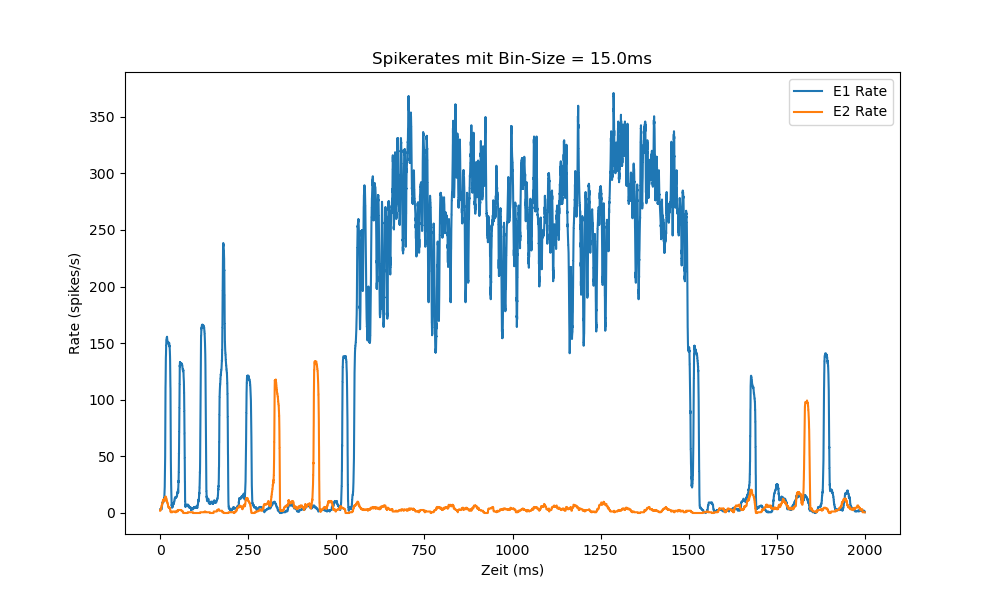 Spikerates mit Bin-Size = 15.0ms
E1 Rate
E2 Rate
350
300
250
200
150
100
50
0
Rate (spikes/s)
0 250 500 750 1000 1250 1500 1750 2000
Zeit (ms)